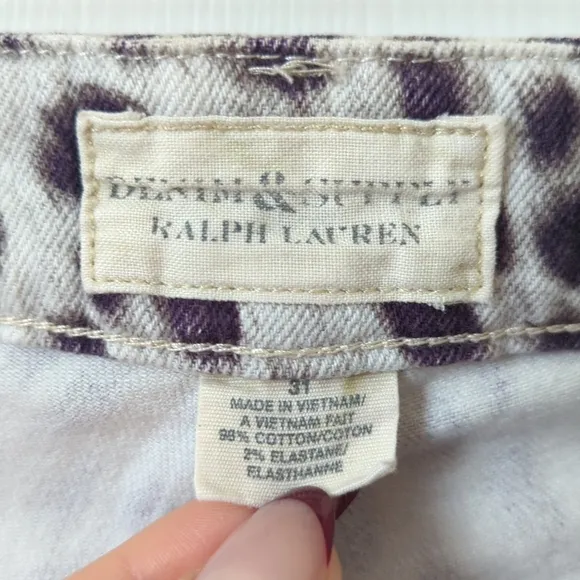 DENIM & SUPPLY
RALPH LAUREN
31
MADE IN VIETNAM/
A VIETNAM FAIT
98% COTTON/COTON
2% ELASTANE/
ELASTHANNE